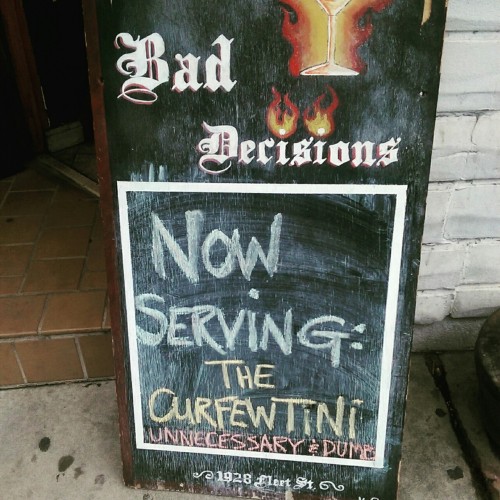 Bad
Decisions
NOW
SERVING:
THE
CURFEWTINI
UNNECESSARY & DUMB
1928 Fleet St.